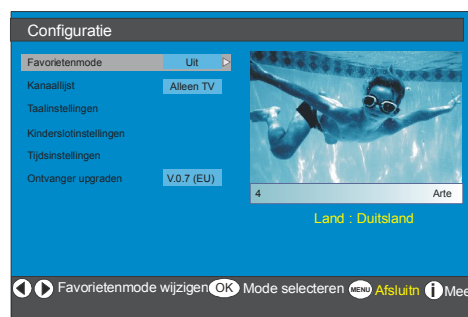 Configuratie
Favorietenmode Uit
Kanaallijst Alleen TV
Taalinstellingen
Kinderslotinstellingen
Tijdsinstellingen
Ontvanger upgraden V.0.7 (EU)
4 Arte
Land : Duitsland
Favorietenmode wijzigen OK Mode selecteren MENU Afsluitn i Mee